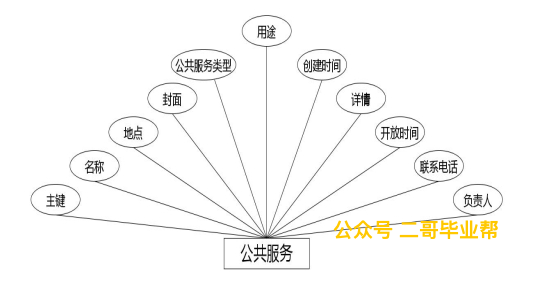 用途
公共服务类型
创建时间
封面
详情
地点
开放时间
名称
联系电话
主键
负责人
公众号 二哥毕业帮
公共服务